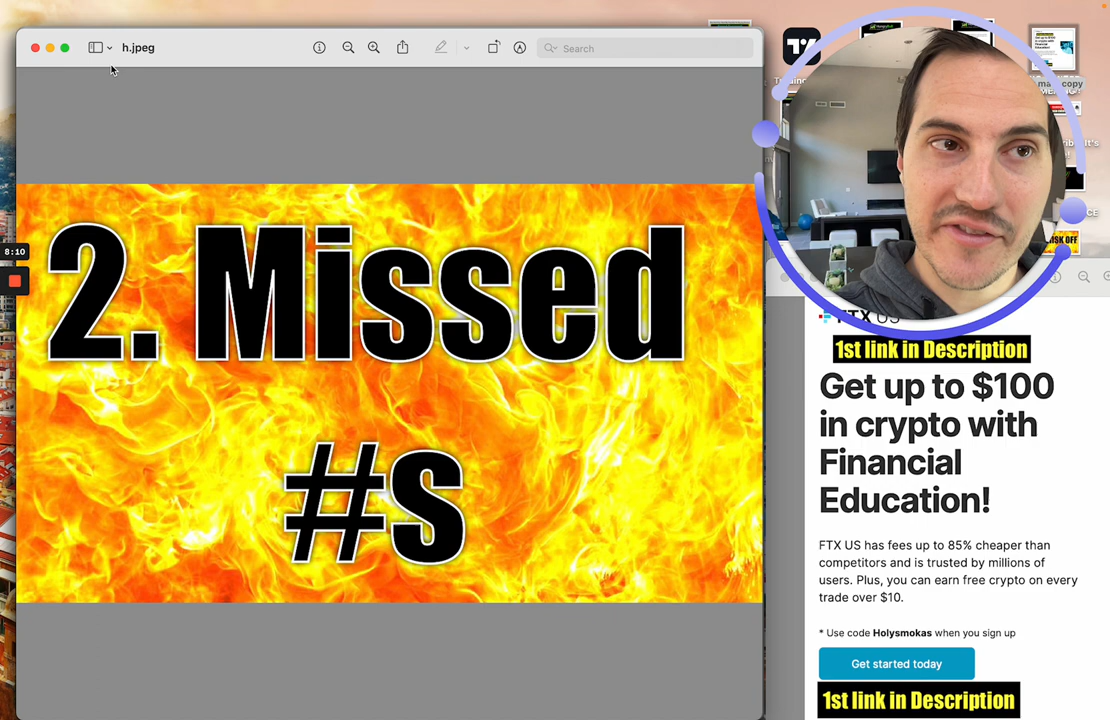 h.jpeg
Search
8:10
2. Missed
#s
copy
FTX US
1st link in Description
Get up to $100
in crypto with
Financial
Education!
FTX US has fees up to 85% cheaper than
competitors and is trusted by millions of
users. Plus, you can earn free crypto on every
trade over $10.
* Use code Holysmokas when you sign up
Get started today
1st link in Description